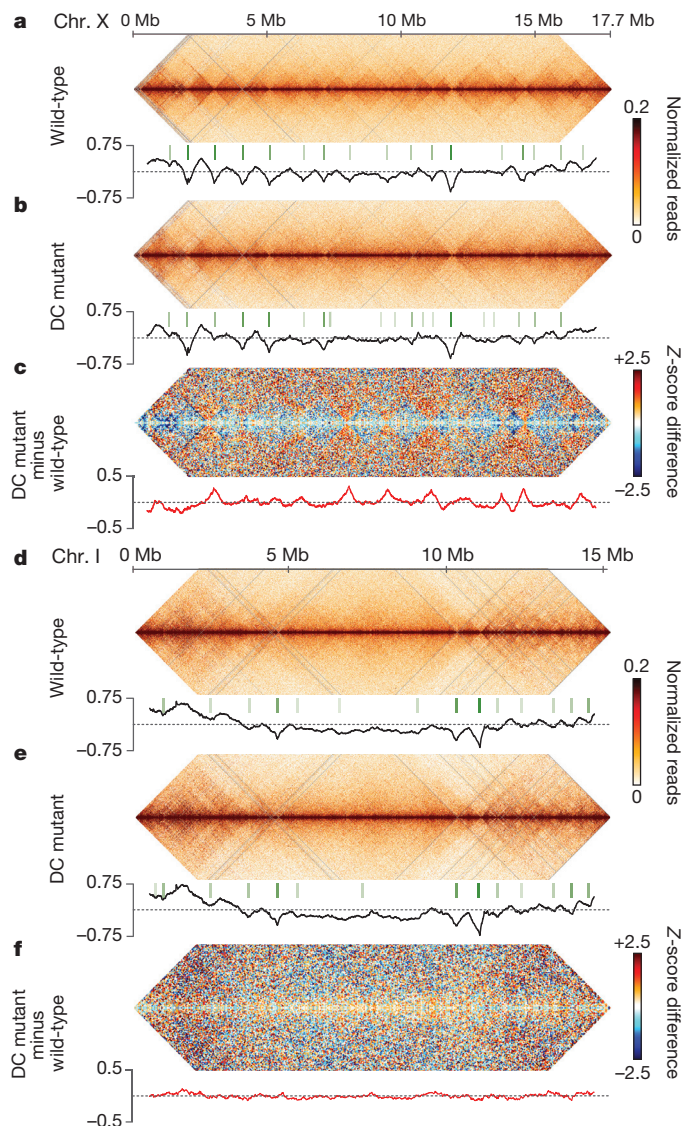 a Chr. X 0 Mb 5 Mb 10 Mb 15 Mb 17.7 Mb
Wild-type
0.75
–0.75
0.2
Normalized reads
0
b
DC mutant
0.75
–0.75
c
DC mutant
minus
wild-type
+2.5
Z-score difference
–2.5
0.5
–0.5
d Chr. I 0 Mb 5 Mb 10 Mb 15 Mb
Wild-type
0.75
–0.75
0.2
Normalized reads
0
e
DC mutant
0.75
–0.75
f
DC mutant
minus
wild-type
+2.5
Z-score difference
–2.5
0.5
–0.5